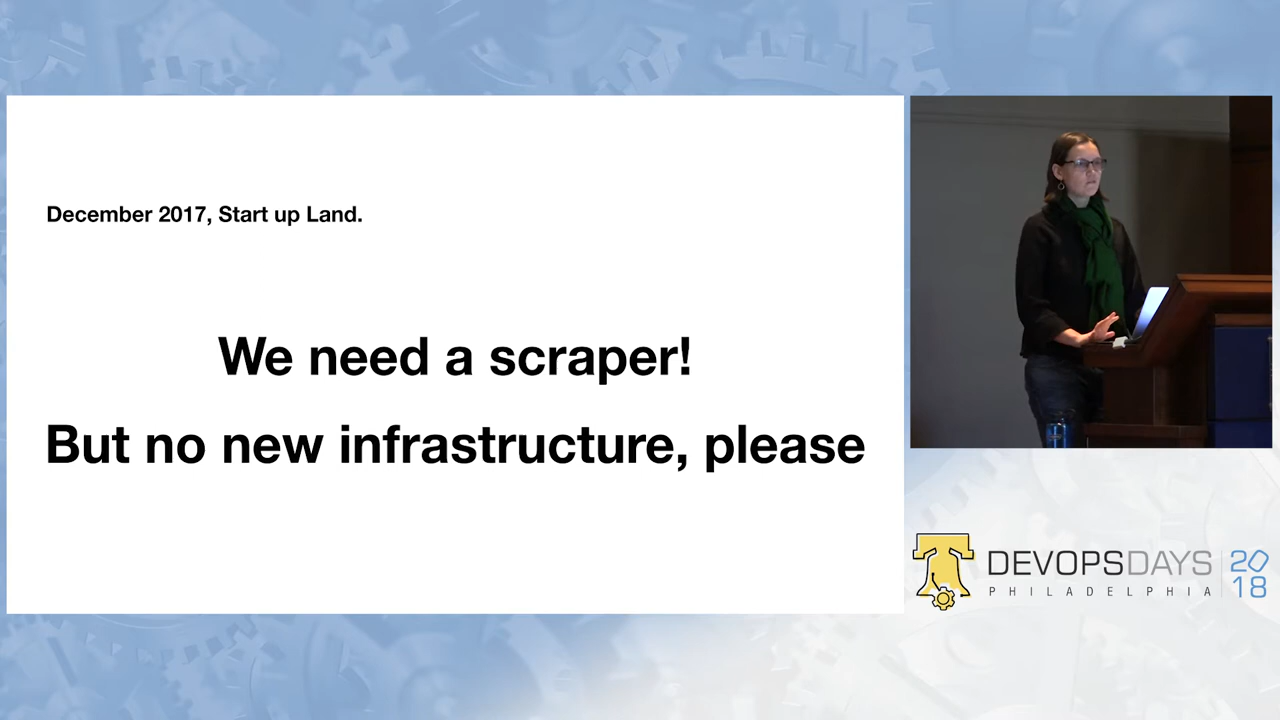 December 2017, Start up Land.
We need a scraper!
But no new infrastructure, please
DEVOPSDAYS
PHILADELPHIA
20
18